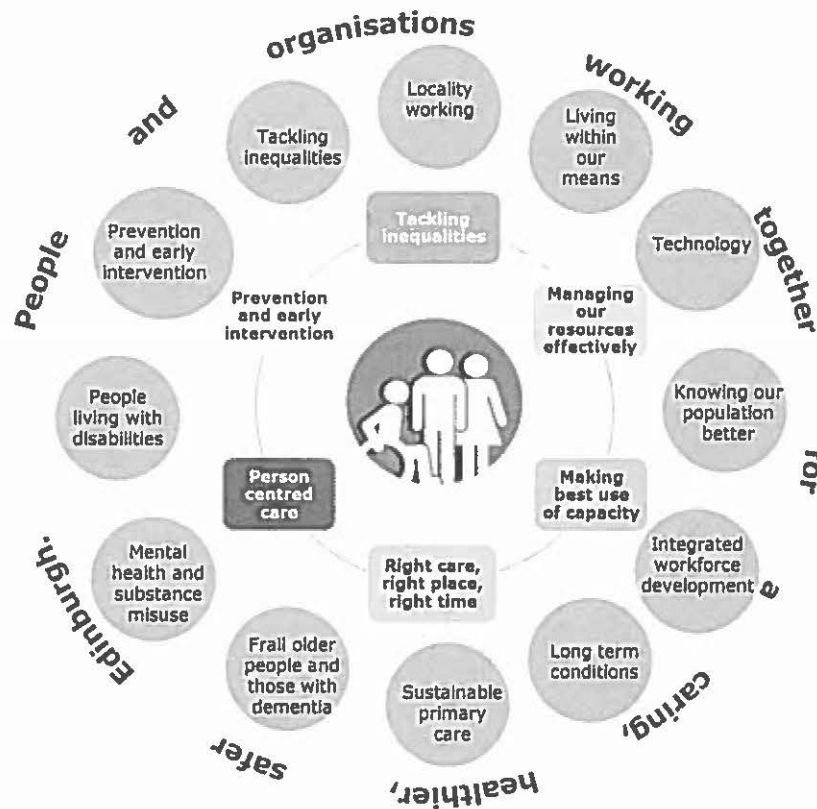 People and organisations working together for a caring, healthier, safer Edinburgh.
Locality
working
Living
within
our
means
Technology
Knowing our
population
better
Integrated
workforce
development
Long term
conditions
Sustainable
primary
care
Frail older
people and
those with
dementia
Mental
health and
substance
misuse
People
living with
disabilities
Prevention
and early
intervention
Tackling
inequalities
Tackling
inequalities
Managing
our
resources
effectively
Making
best use
of capacity
Right care,
right place,
right time
Person
centred
care
Prevention
and early
intervention